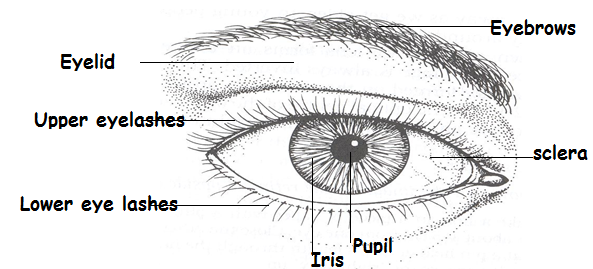 Eyebrows
Eyelid
Upper eyelashes
sclera
Lower eye lashes
Pupil
Iris